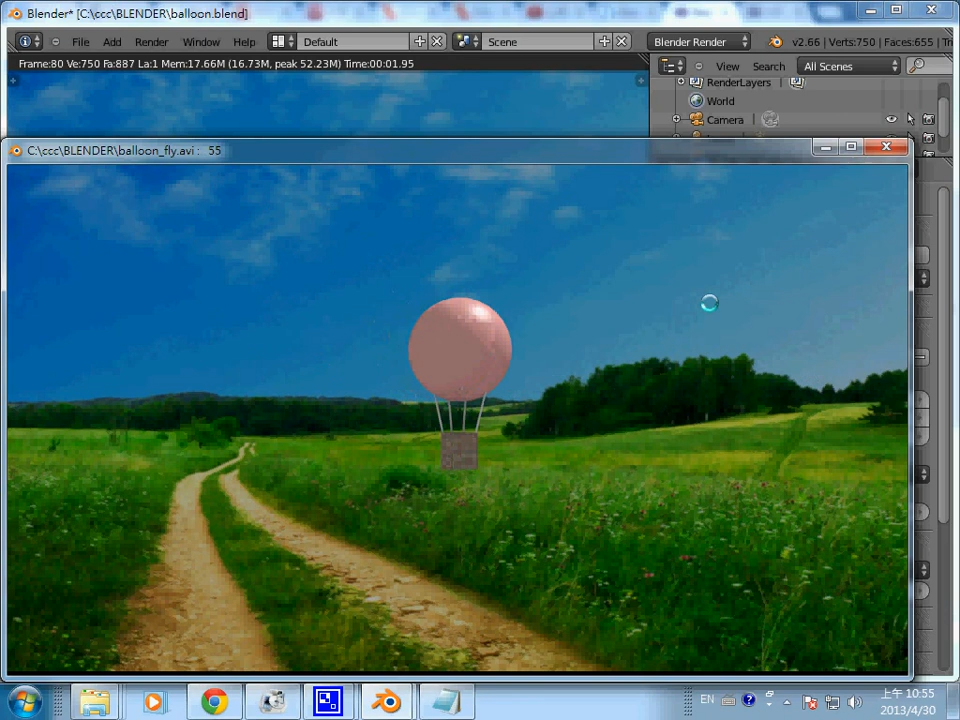 Blender* [C:\ccc\BLENDER\balloon.blend]
File Add Render Window Help Default Scene Blender Render v2.66 | Verts:750 | Faces:655 | Tri
Frame:80 Ve:750 Fa:887 La:1 Mem:17.66M (16.73M, peak 52.23M) Time:00:01.95
View Search All Scenes
RenderLayers
World
Camera
C:\ccc\BLENDER\balloon_fly.avi : 55
EN
上午 10:55
2013/4/30